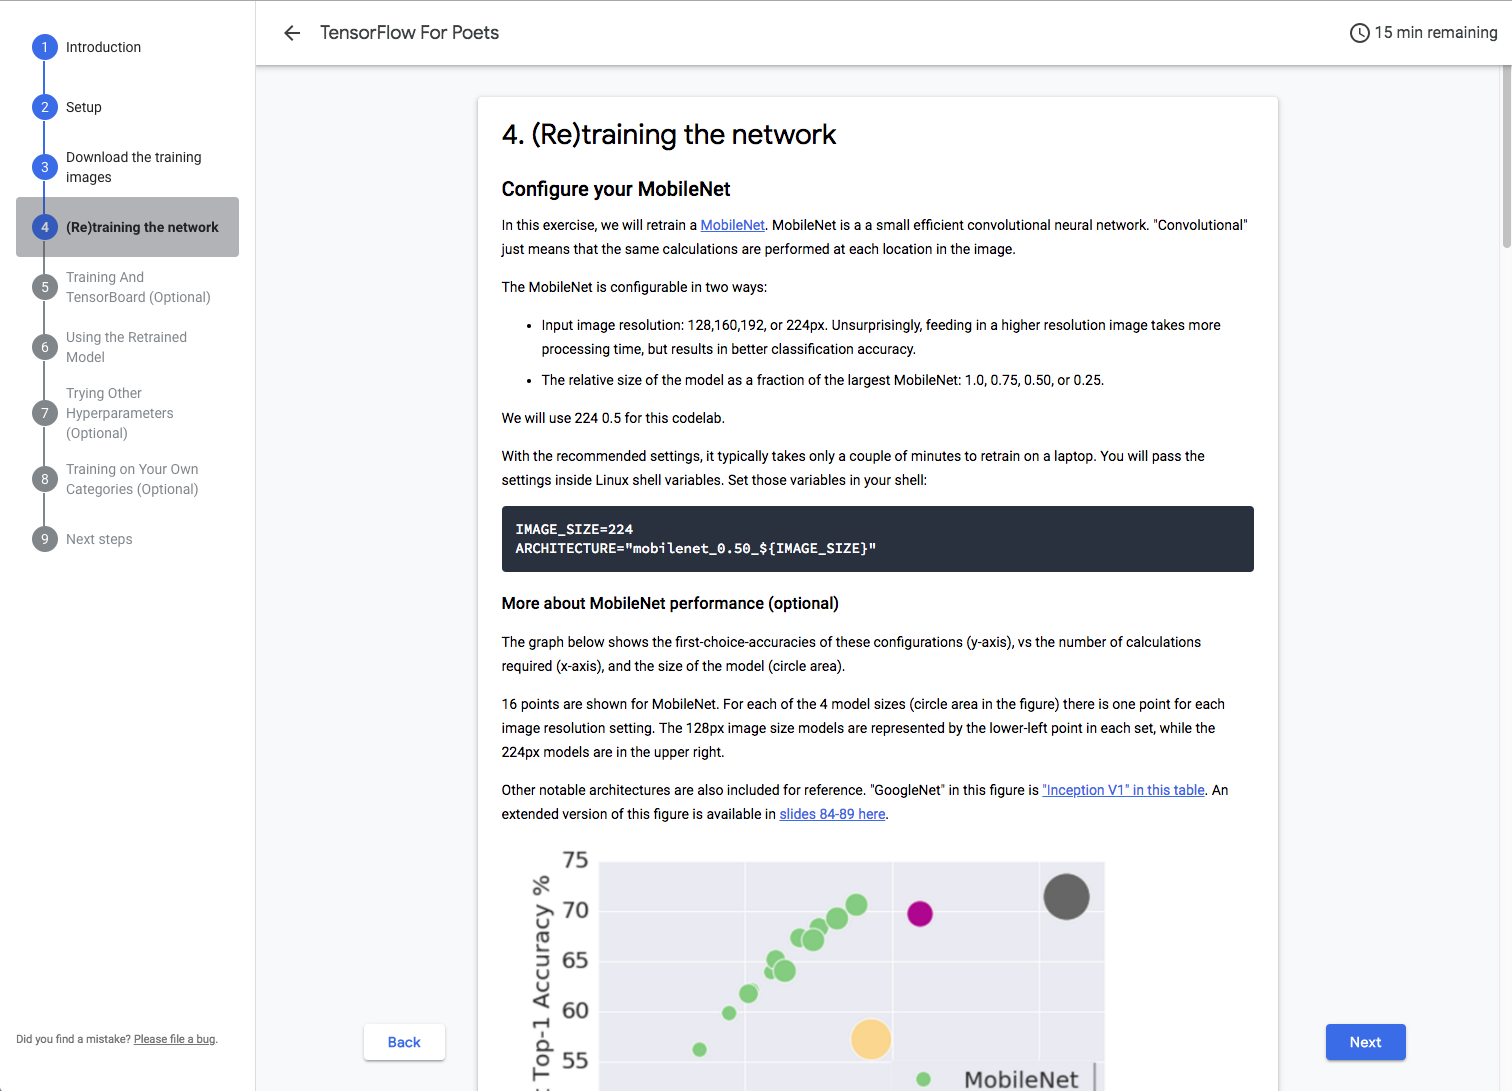 1 Introduction
2 Setup
3 Download the training
images
4 (Re)training the network
5 Training And
TensorBoard (Optional)
6 Using the Retrained
Model
7 Trying Other
Hyperparameters
(Optional)
8 Training on Your Own
Categories (Optional)
9 Next steps
Did you find a mistake? Please file a bug.
TensorFlow For Poets
15 min remaining
4. (Re)training the network
Configure your MobileNet
In this exercise, we will retrain a MobileNet. MobileNet is a a small efficient convolutional neural network. "Convolutional"
just means that the same calculations are performed at each location in the image.
The MobileNet is configurable in two ways:
• Input image resolution: 128,160,192, or 224px. Unsurprisingly, feeding in a higher resolution image takes more
processing time, but results in better classification accuracy.
• The relative size of the model as a fraction of the largest MobileNet: 1.0, 0.75, 0.50, or 0.25.
We will use 224 0.5 for this codelab.
With the recommended settings, it typically takes only a couple of minutes to retrain on a laptop. You will pass the
settings inside Linux shell variables. Set those variables in your shell:
IMAGE_SIZE=224
ARCHITECTURE="mobilenet_0.50_${IMAGE_SIZE}"
More about MobileNet performance (optional)
The graph below shows the first-choice-accuracies of these configurations (y-axis), vs the number of calculations
required (x-axis), and the size of the model (circle area).
16 points are shown for MobileNet. For each of the 4 model sizes (circle area in the figure) there is one point for each
image resolution setting. The 128px image size models are represented by the lower-left point in each set, while the
224px models are in the upper right.
Other notable architectures are also included for reference. "GoogleNet" in this figure is "Inception V1" in this table. An
extended version of this figure is available in slides 84-89 here.
75
70
65
60
55
Top-1 Accuracy %
MobileNet
Back
Next